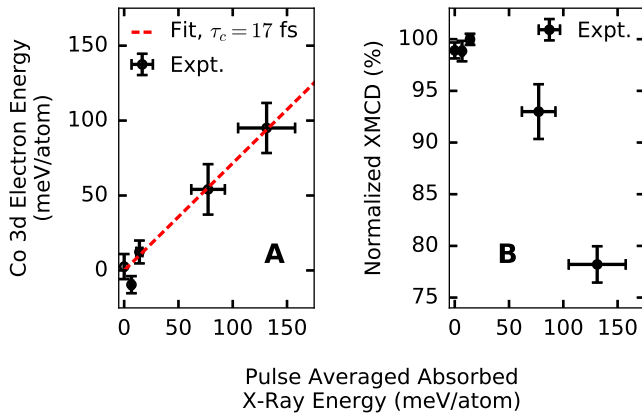 Co 3d Electron Energy
(meV/atom)
150
100
50
0
0 50 100 150
Fit, τc = 17 fs
Expt.
A
Normalized XMCD (%)
100
95
90
85
80
75
0 50 100 150
Expt.
B
Pulse Averaged Absorbed
X-Ray Energy (meV/atom)